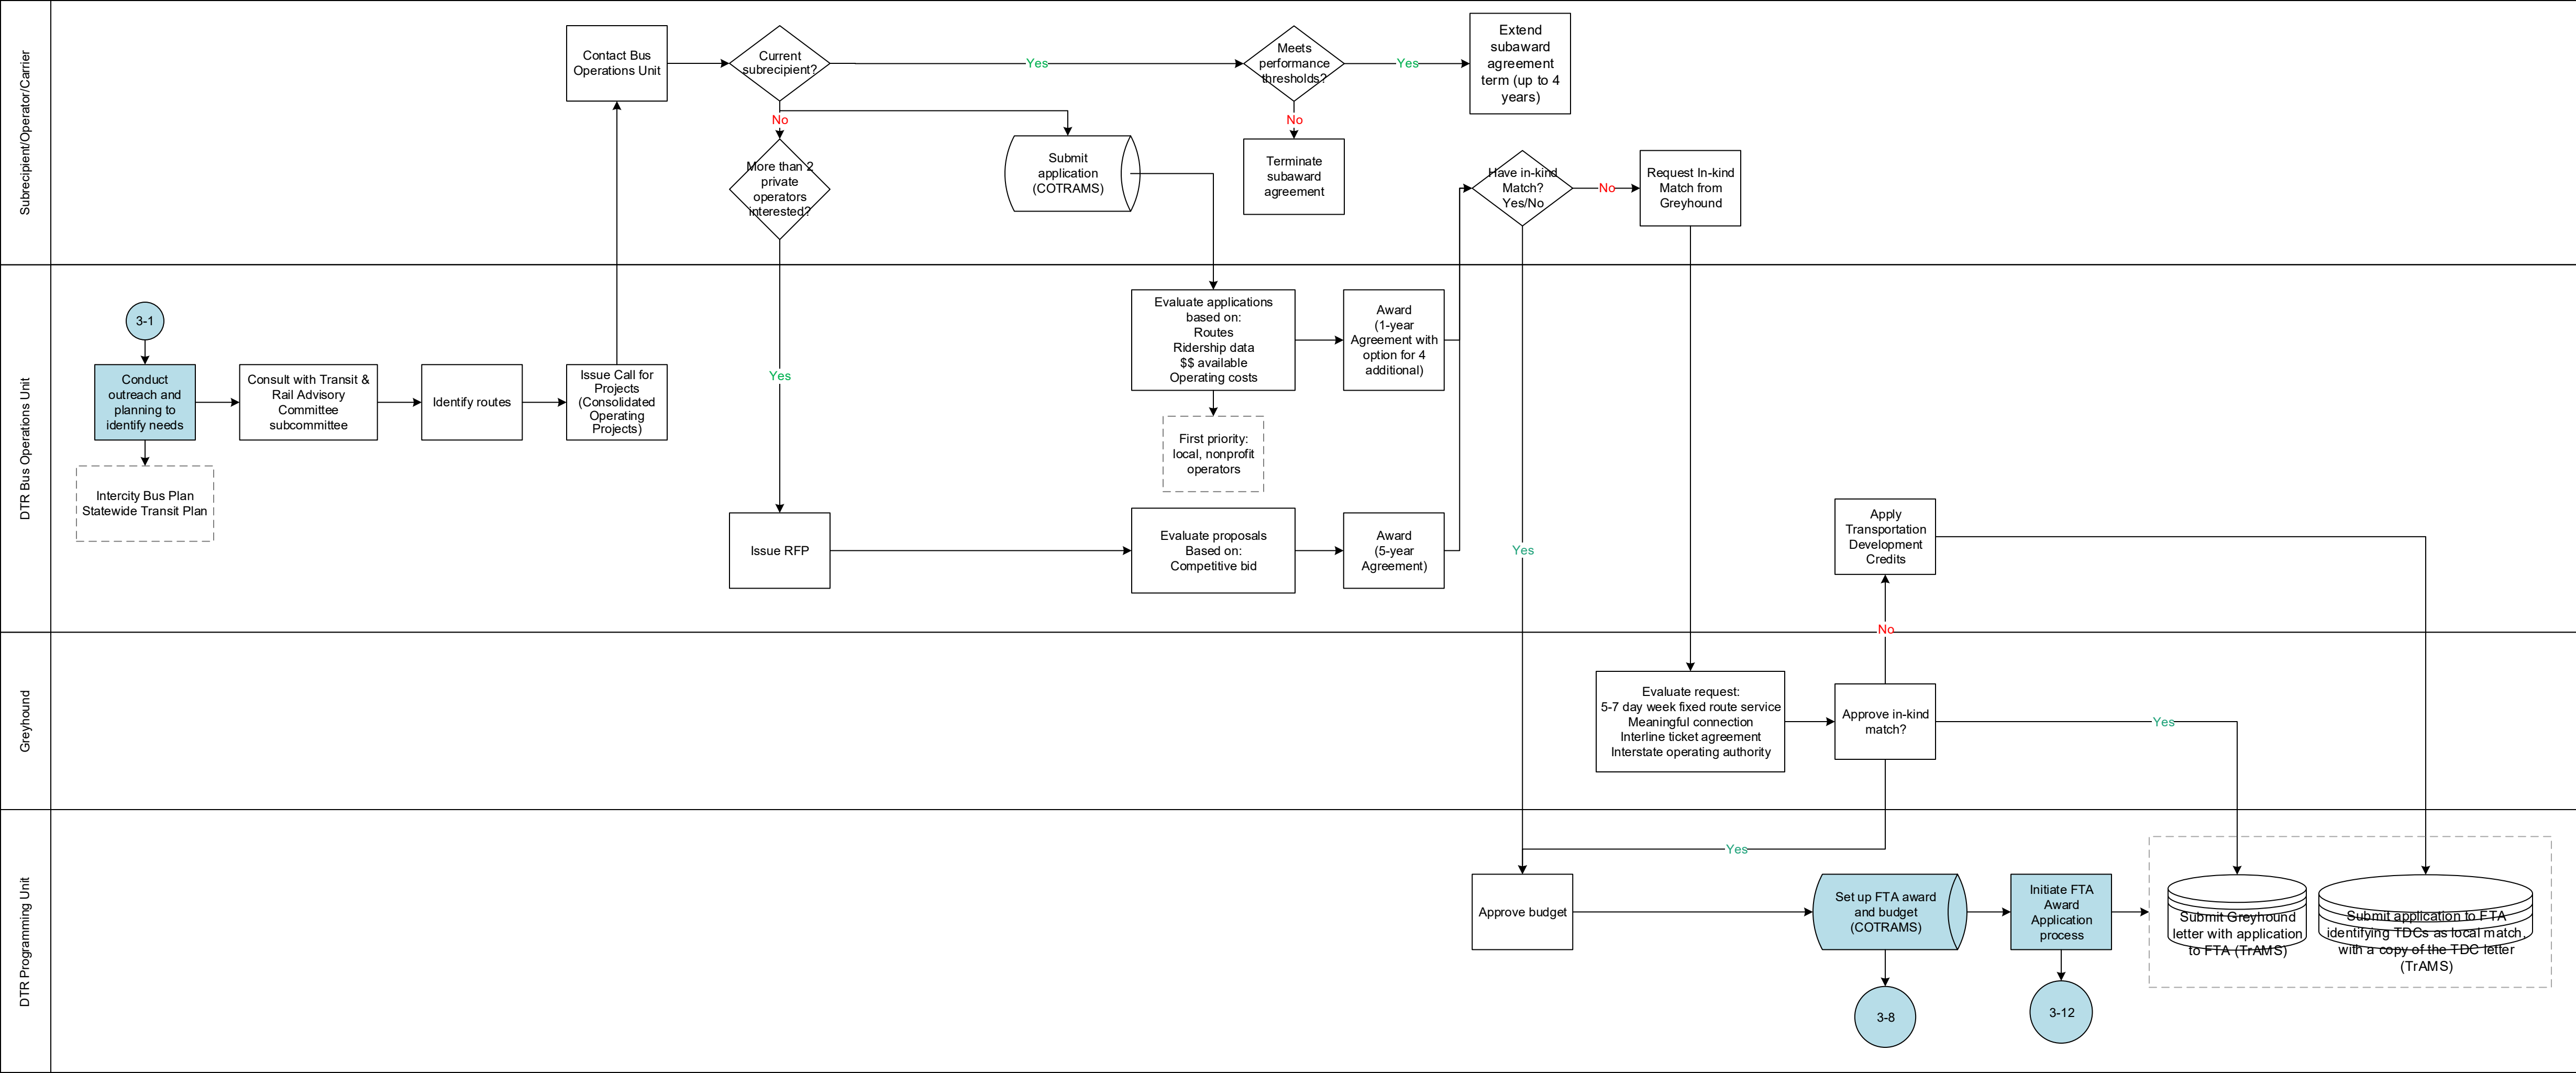 Subrecipient/Operator/Carrier
Contact Bus
Operations Unit
Current
subrecipient?
Yes
Meets
performance
thresholds?
Yes
Extend
subaward
agreement
term (up to 4
years)
No
No
More than 2
private
operators
interested?
Submit
application
(COTRAMS)
Terminate
subaward
agreement
Have in-kind
Match?
Yes/No
No
Request In-kind
Match from
Greyhound
DTR Bus Operations Unit
3-1
Conduct
outreach and
planning to
identify needs
Consult with Transit &
Rail Advisory
Committee
subcommittee
Identify routes
Issue Call for
Projects
(Consolidated
Operating
Projects)
Intercity Bus Plan
Statewide Transit Plan
Yes
Evaluate applications
based on:
Routes
Ridership data
$$ available
Operating costs
Award
(1-year
Agreement with
option for 4
additional)
First priority:
local, nonprofit
operators
Issue RFP
Evaluate proposals
Based on:
Competitive bid
Award
(5-year
Agreement)
Yes
Apply
Transportation
Development
Credits
No
Greyhound
Evaluate request:
5-7 day week fixed route service
Meaningful connection
Interline ticket agreement
Interstate operating authority
Approve in-kind
match?
Yes
DTR Programming Unit
Yes
Approve budget
Set up FTA award
and budget
(COTRAMS)
Initiate FTA
Award
Application
process
Submit Greyhound
letter with application
to FTA (TrAMS)
Submit application to FTA
identifying TDCs as local match,
with a copy of the TDC letter
(TrAMS)
3-8
3-12